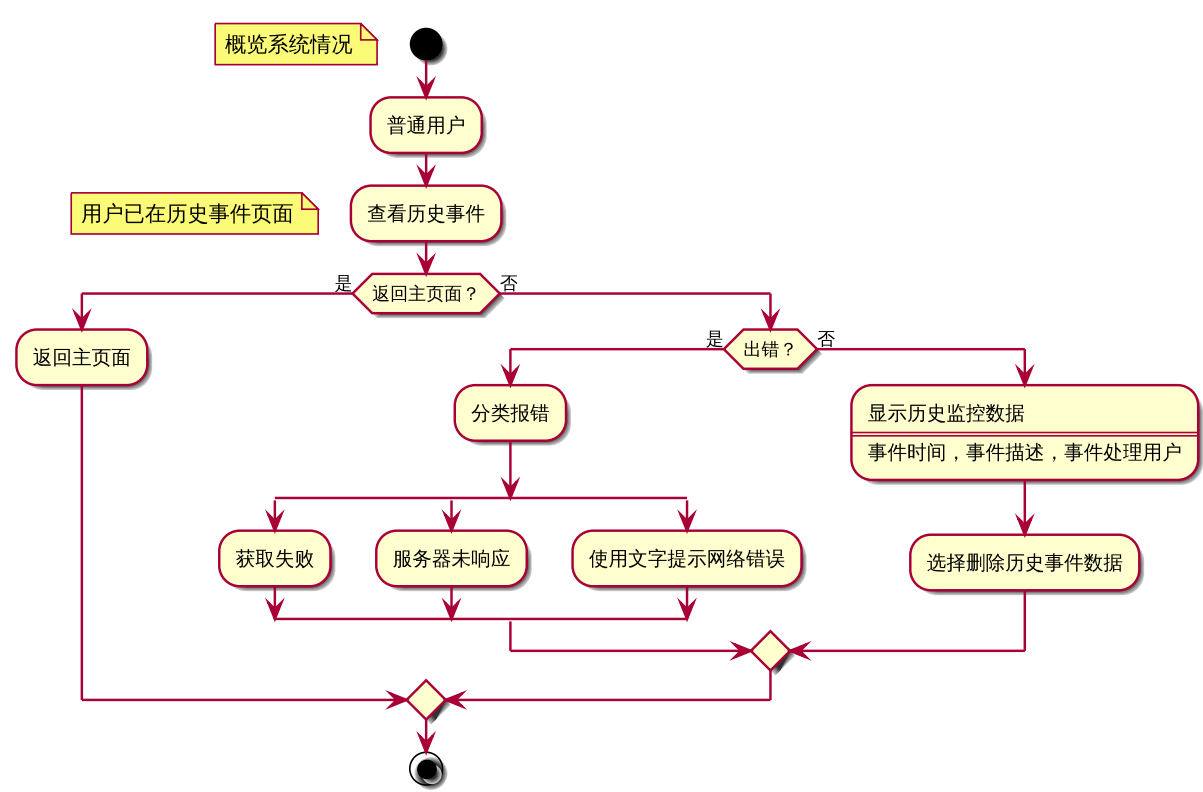 概览系统情况
普通用户
用户已在历史事件页面
查看历史事件
是
返回主页面？
否
返回主页面
是
出错？
否
分类报错
显示历史监控数据
事件时间，事件描述，事件处理用户
获取失败
服务器未响应
使用文字提示网络错误
选择删除历史事件数据